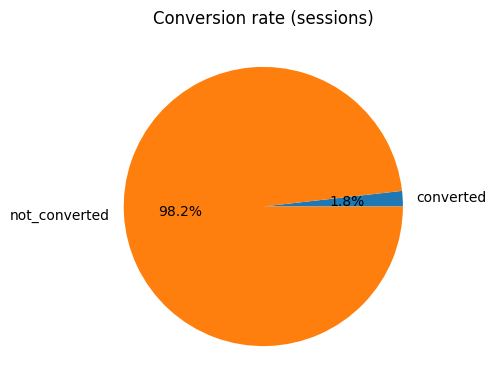 Conversion rate (sessions)
converted
1.8%
not_converted
98.2%